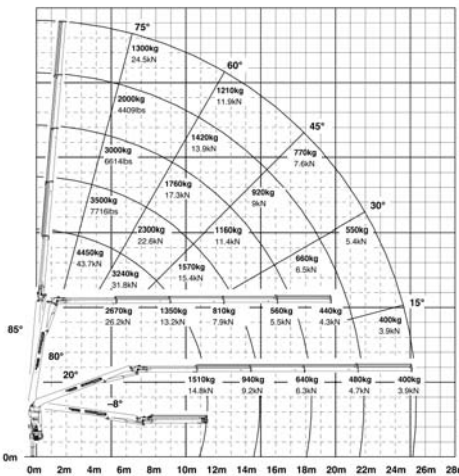 75°
1300kg
24.5kN
60°
2000kg
4409lbs
1210kg
11.9kN
45°
3000kg
6614lbs
1420kg
13.9kN
770kg
7.6kN
3500kg
7716lbs
1760kg
17.3kN
920kg
9kN
30°
4450kg
43.7kN
2300kg
22.6kN
1160kg
11.4kN
550kg
5.4kN
3240kg
31.8kN
1570kg
15.4kN
660kg
6.5kN
15°
2670kg 1350kg 810kg 560kg 440kg
26.2kN 13.2kN 7.9kN 5.5kN 4.3kN
400kg
3.9kN
85°
80°
20°
1510kg 940kg 640kg 480kg 400kg
14.8kN 9.2kN 6.3kN 4.7kN 3.9kN
–8°
0m
0m 2m 4m 6m 8m 10m 12m 14m 16m 18m 20m 22m 24m 26m 28m